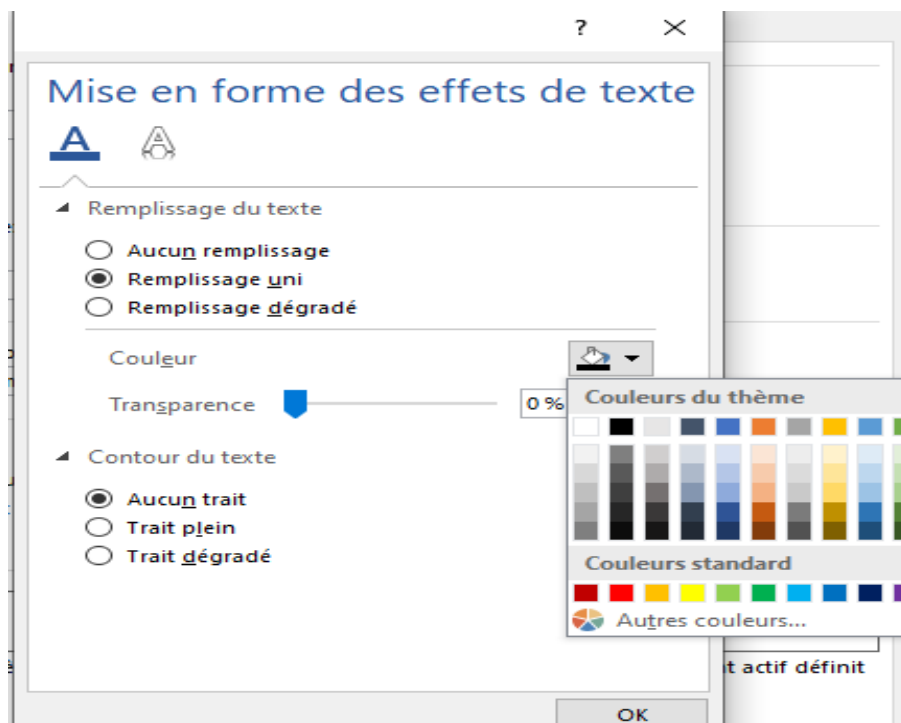 ?
Mise en forme des effets de texte
A A
Remplissage du texte
Aucun remplissage
Remplissage uni
Remplissage dégradé
Couleur
Transparence 0 %
Couleurs du thème
Contour du texte
Aucun trait
Trait plein
Trait dégradé
Couleurs standard
Autres couleurs...
t actif définit
OK